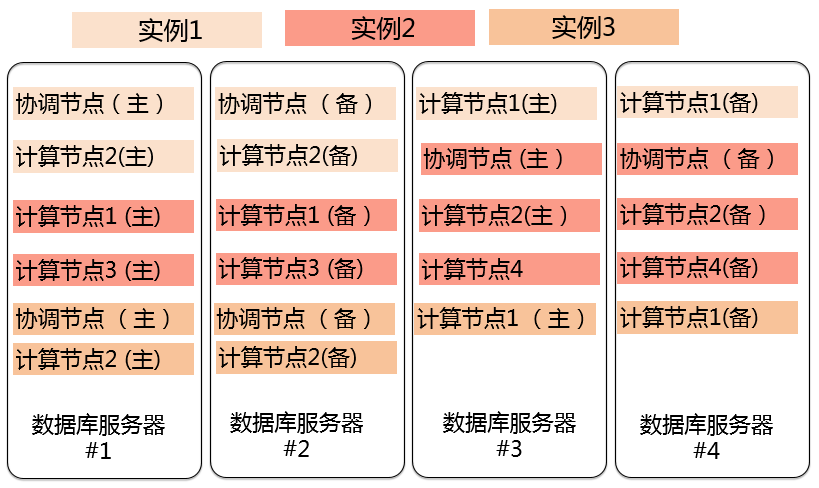 实例1
实例2
实例3
协调节点（主）
计算节点2(主)
计算节点1 (主)
计算节点3 (主)
协调节点 （主）
计算节点2 (主)
数据库服务器
#1
协调节点 （备）
计算节点2(备)
计算节点1 (备 )
计算节点3 (备)
协调节点 （备）
计算节点2(备)
数据库服务器
#2
计算节点1(主)
协调节点 (主 )
计算节点2(主 )
计算节点4
计算节点1 （主）
数据库服务器
#3
计算节点1(备)
协调节点 （备）
计算节点2(备 )
计算节点4(备)
计算节点1(备)
数据库服务器
#4